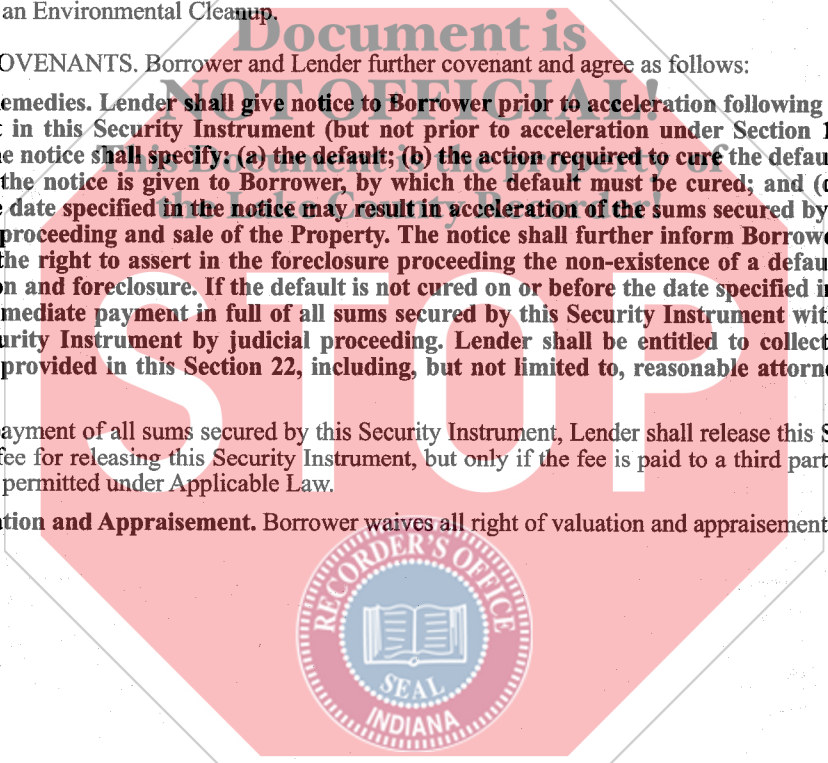 an Environmental Cleanup.
Document is
OVENANTS. Borrower and Lender further covenant and agree as follows:
NOT OFFICIAL!
emedies. Lender shall give notice to Borrower prior to acceleration following
t in this Security Instrument (but not prior to acceleration under Section 1
This Document is the property of
e notice shall specify: (a) the default; (b) the action required to cure the defau
the notice is given to Borrower, by which the default must be cured; and (d
the Lake County Recorder!
e date specified in the notice may result in acceleration of the sums secured by
proceeding and sale of the Property. The notice shall further inform Borrowe
the right to assert in the foreclosure proceeding the non-existence of a defau
on and foreclosure. If the default is not cured on or before the date specified in
mediate payment in full of all sums secured by this Security Instrument wit
urity Instrument by judicial proceeding. Lender shall be entitled to collect
provided in this Section 22, including, but not limited to, reasonable attorne
STOP
ayment of all sums secured by this Security Instrument, Lender shall release this S
fee for releasing this Security Instrument, but only if the fee is paid to a third part
permitted under Applicable Law.
ation and Appraisement. Borrower waives all right of valuation and appraisement
RECORDER'S OFFICE
SEAL
INDIANA